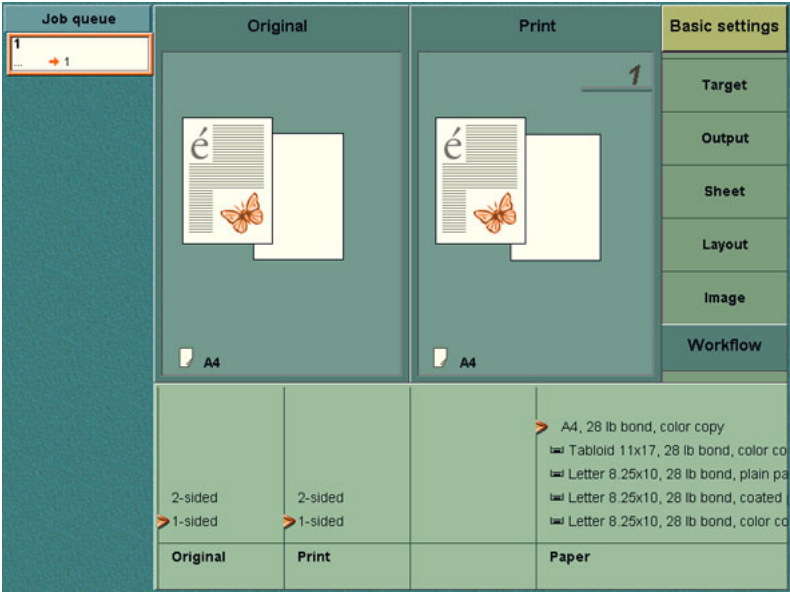 Job queue
1
... → 1
Original
Print
1
é
é
A4
A4
Basic settings
Target
Output
Sheet
Layout
Image
Workflow
2-sided
1-sided
Original
2-sided
1-sided
Print
A4, 28 lb bond, color copy
Tabloid 11x17, 28 lb bond, color co
Letter 8.25x10, 28 lb bond, plain pa
Letter 8.25x10, 28 lb bond, coated
Letter 8.25x10, 28 lb bond, color co
Paper